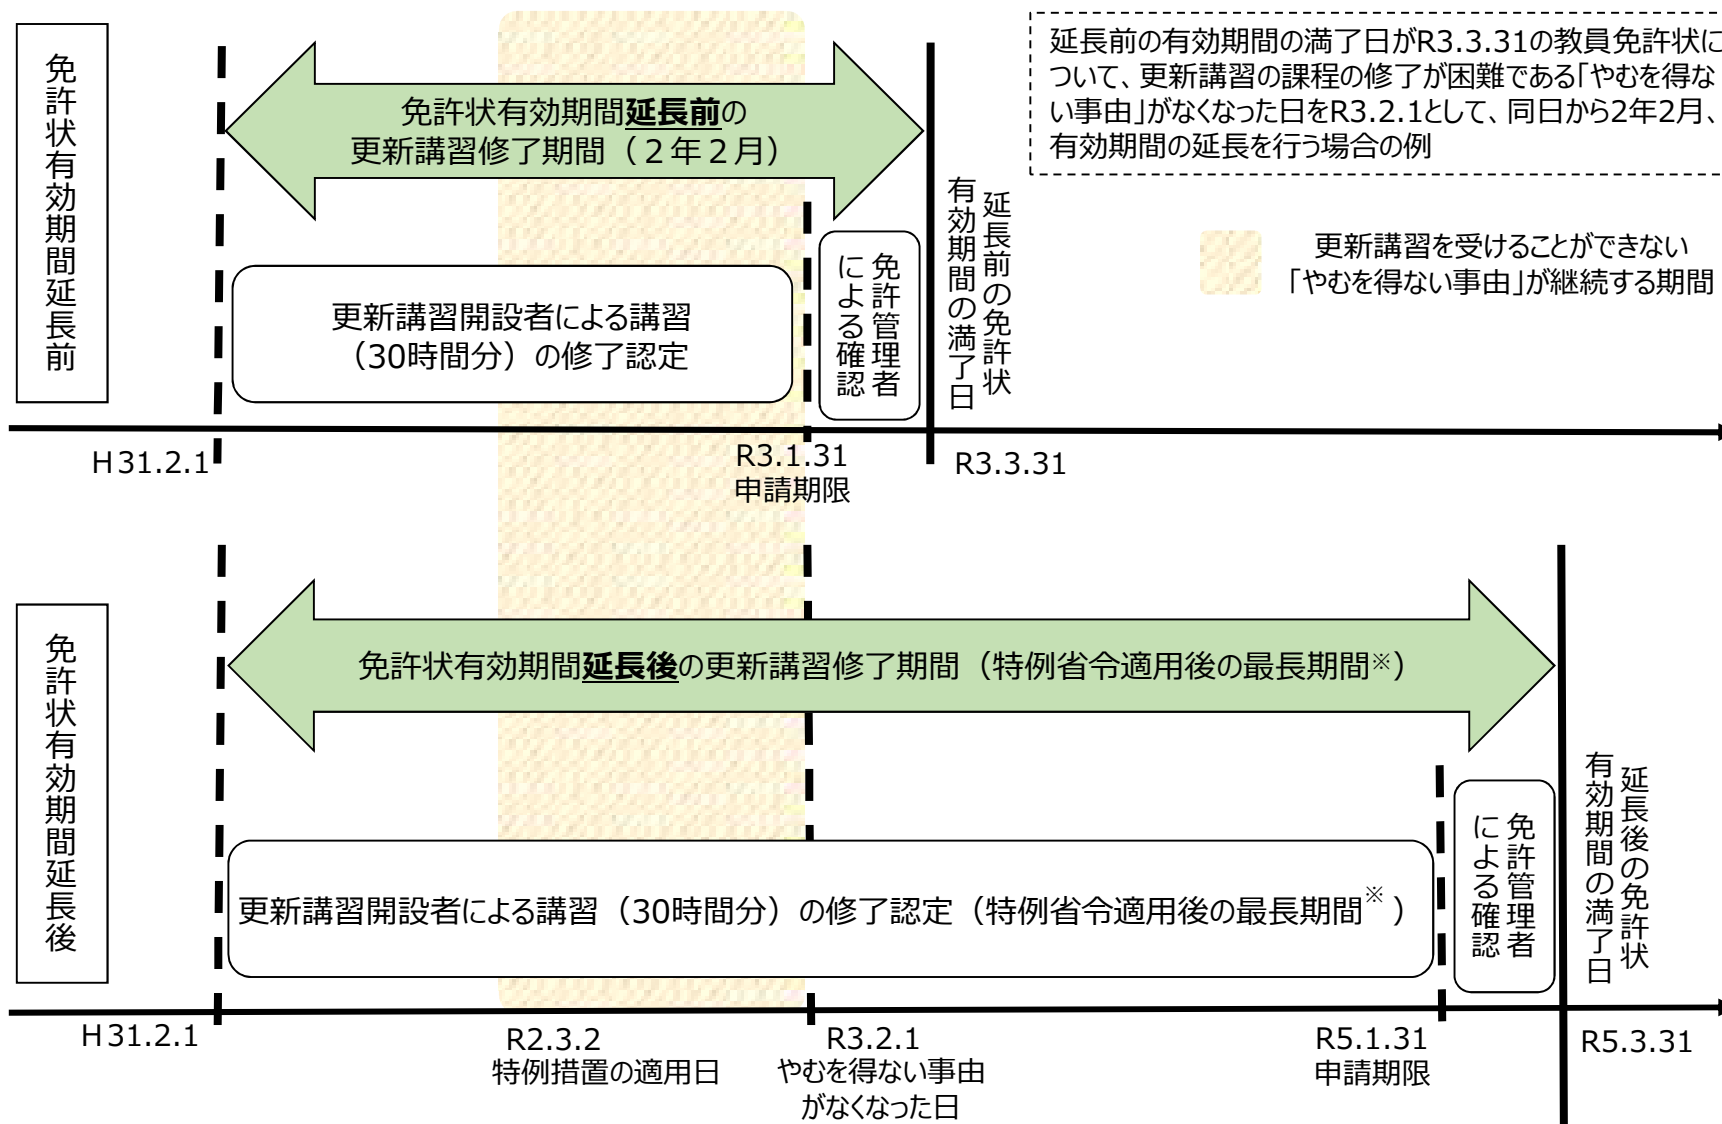 免許状有効期間延長前
免許状有効期間延長前の
更新講習修了期間（２年２月）
延長前の有効期間の満了日がR3.3.31の教員免許状に
ついて、更新講習の課程の修了が困難である「やむを得な
い事由」がなくなった日をR3.2.1として、同日から2年2月、
有効期間の延長を行う場合の例
更新講習開設者による講習
（30時間分）の修了認定
免許管理者
による確認
延長前の免許状
有効期間の満了日
更新講習を受けることができない
「やむを得ない事由」が継続する期間
H31.2.1
R3.1.31
申請期限
R3.3.31
免許状有効期間延長後
免許状有効期間延長後の更新講習修了期間（特例省令適用後の最長期間※）
更新講習開設者による講習（30時間分）の修了認定（特例省令適用後の最長期間※）
免許管理者
による確認
延長後の免許状
有効期間の満了日
H31.2.1
R2.3.2
特例措置の適用日
R3.2.1
やむを得ない事由
がなくなった日
R5.1.31
申請期限
R5.3.31